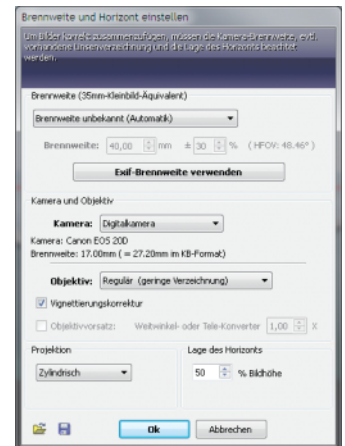 Brennweite und Horizont einstellen
Um Bilder korrekt zusammenzufügen, müssen die Kamera-Brennweite, evtl.
vorhandene Linsenverzeichnung und die Lage des Horizonts beachtet
werden.
Brennweite (35mm-Kleinbild-Äquivalent)
Brennweite unbekannt (Automatik)
Brennweite: 40,00 mm ± 30 % (HFOV: 48.46°)
Exif-Brennweite verwenden
Kamera und Objektiv
Kamera: Digitalkamera
Kamera: Canon EOS 20D
Brennweite: 17.00mm ( = 27.20mm im KB-Format)
Objektiv: Regulär (geringe Verzeichnung)
Vignettierungskorrektur
Objektivvorsatz: Weitwinkel- oder Tele-Konverter 1,00 X
Projektion Lage des Horizonts
Zylindrisch 50 % Bildhöhe
Ok Abbrechen